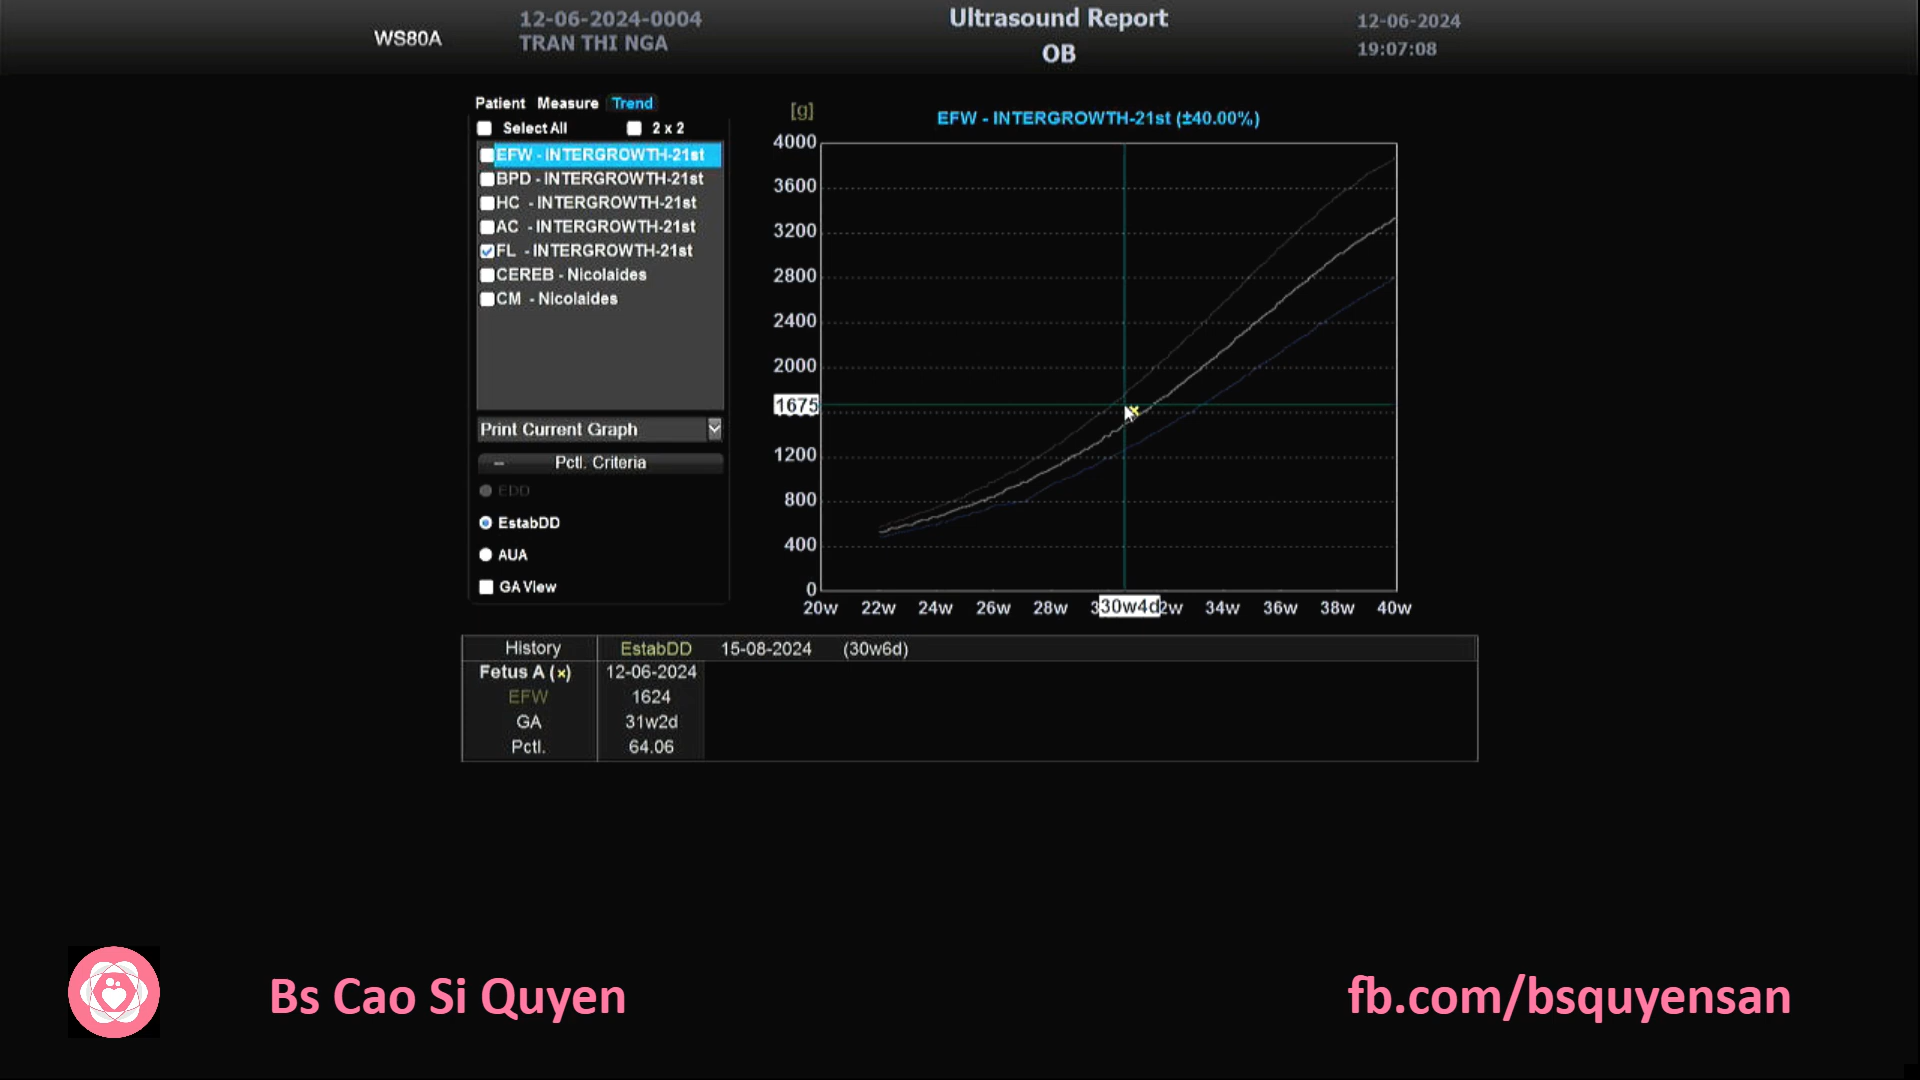 WS80A
12-06-2024-0004
TRAN THI NGA
Ultrasound Report
OB
12-06-2024
19:07:08
Patient Measure Trend
Select All 2 x 2
EFW - INTERGROWTH-21st
BPD - INTERGROWTH-21st
HC - INTERGROWTH-21st
AC - INTERGROWTH-21st
FL - INTERGROWTH-21st
CEREB - Nicolaides
CM - Nicolaides
Print Current Graph
Pctl. Criteria
EDD
EstabDD
AUA
GA View
[g]
EFW - INTERGROWTH-21st (±40.00%)
4000
3600
3200
2800
2400
2000
1675
1200
800
400
0
20w 22w 24w 26w 28w 30w4d 34w 36w 38w 40w
History EstabDD 15-08-2024 (30w6d)
Fetus A (×) 12-06-2024
EFW 1624
GA 31w2d
Pctl. 64.06
Bs Cao Si Quyen
fb.com/bsquyensan